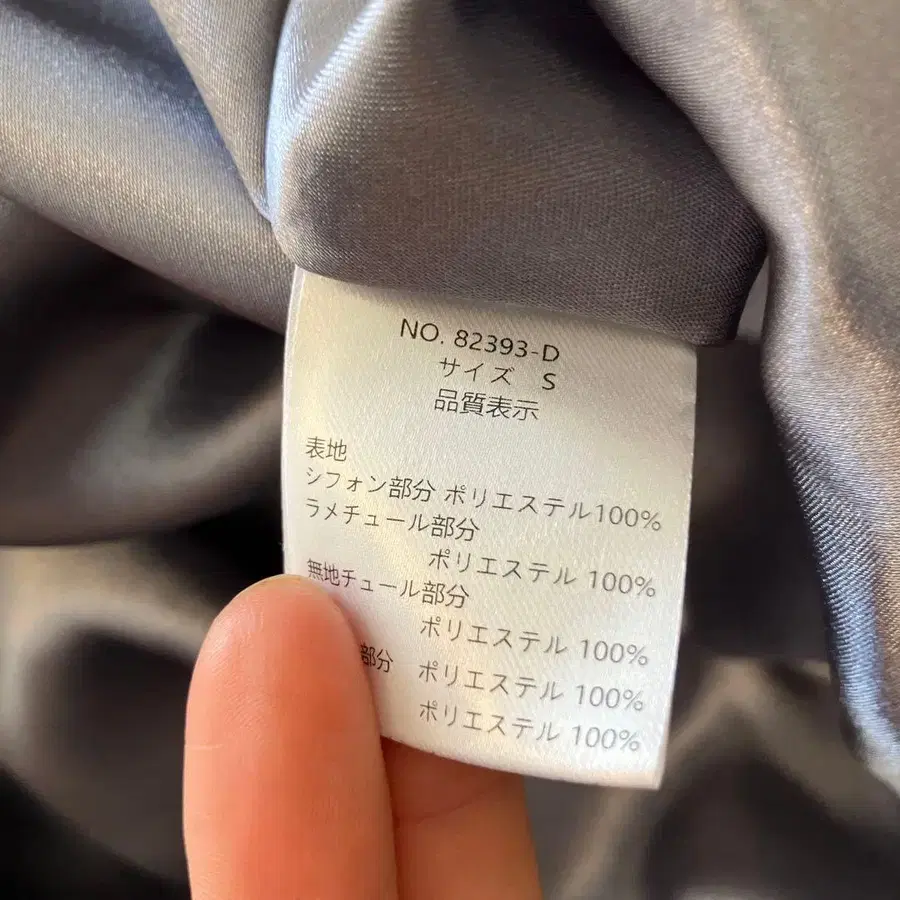 NO. 82393-D
サイズ S
品質表示
表地
シフォン部分 ポリエステル100%
ラメチュール部分
ポリエステル 100%
無地チュール部分
ポリエステル 100%
部分 ポリエステル 100%
ポリエステル 100%